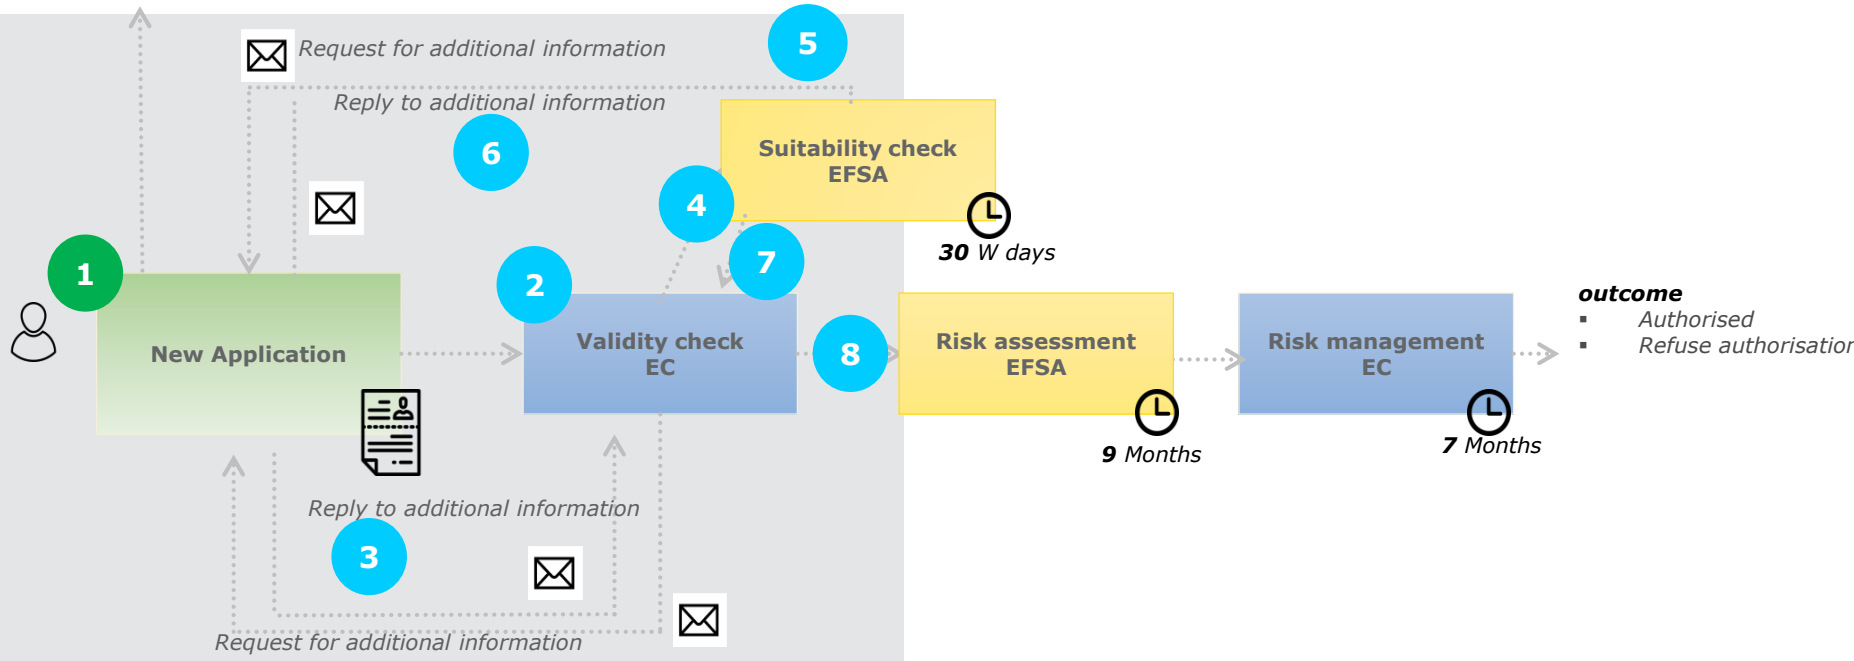 Request for additional information
5
Reply to additional information
6
Suitability check
EFSA
4
30 W days
7
1
2
New Application
Validity check
EC
8
Risk assessment
EFSA
9 Months
Risk management
EC
7 Months
outcome
▪ Authorised
▪ Refuse authorisation
Reply to additional information
3
Request for additional information